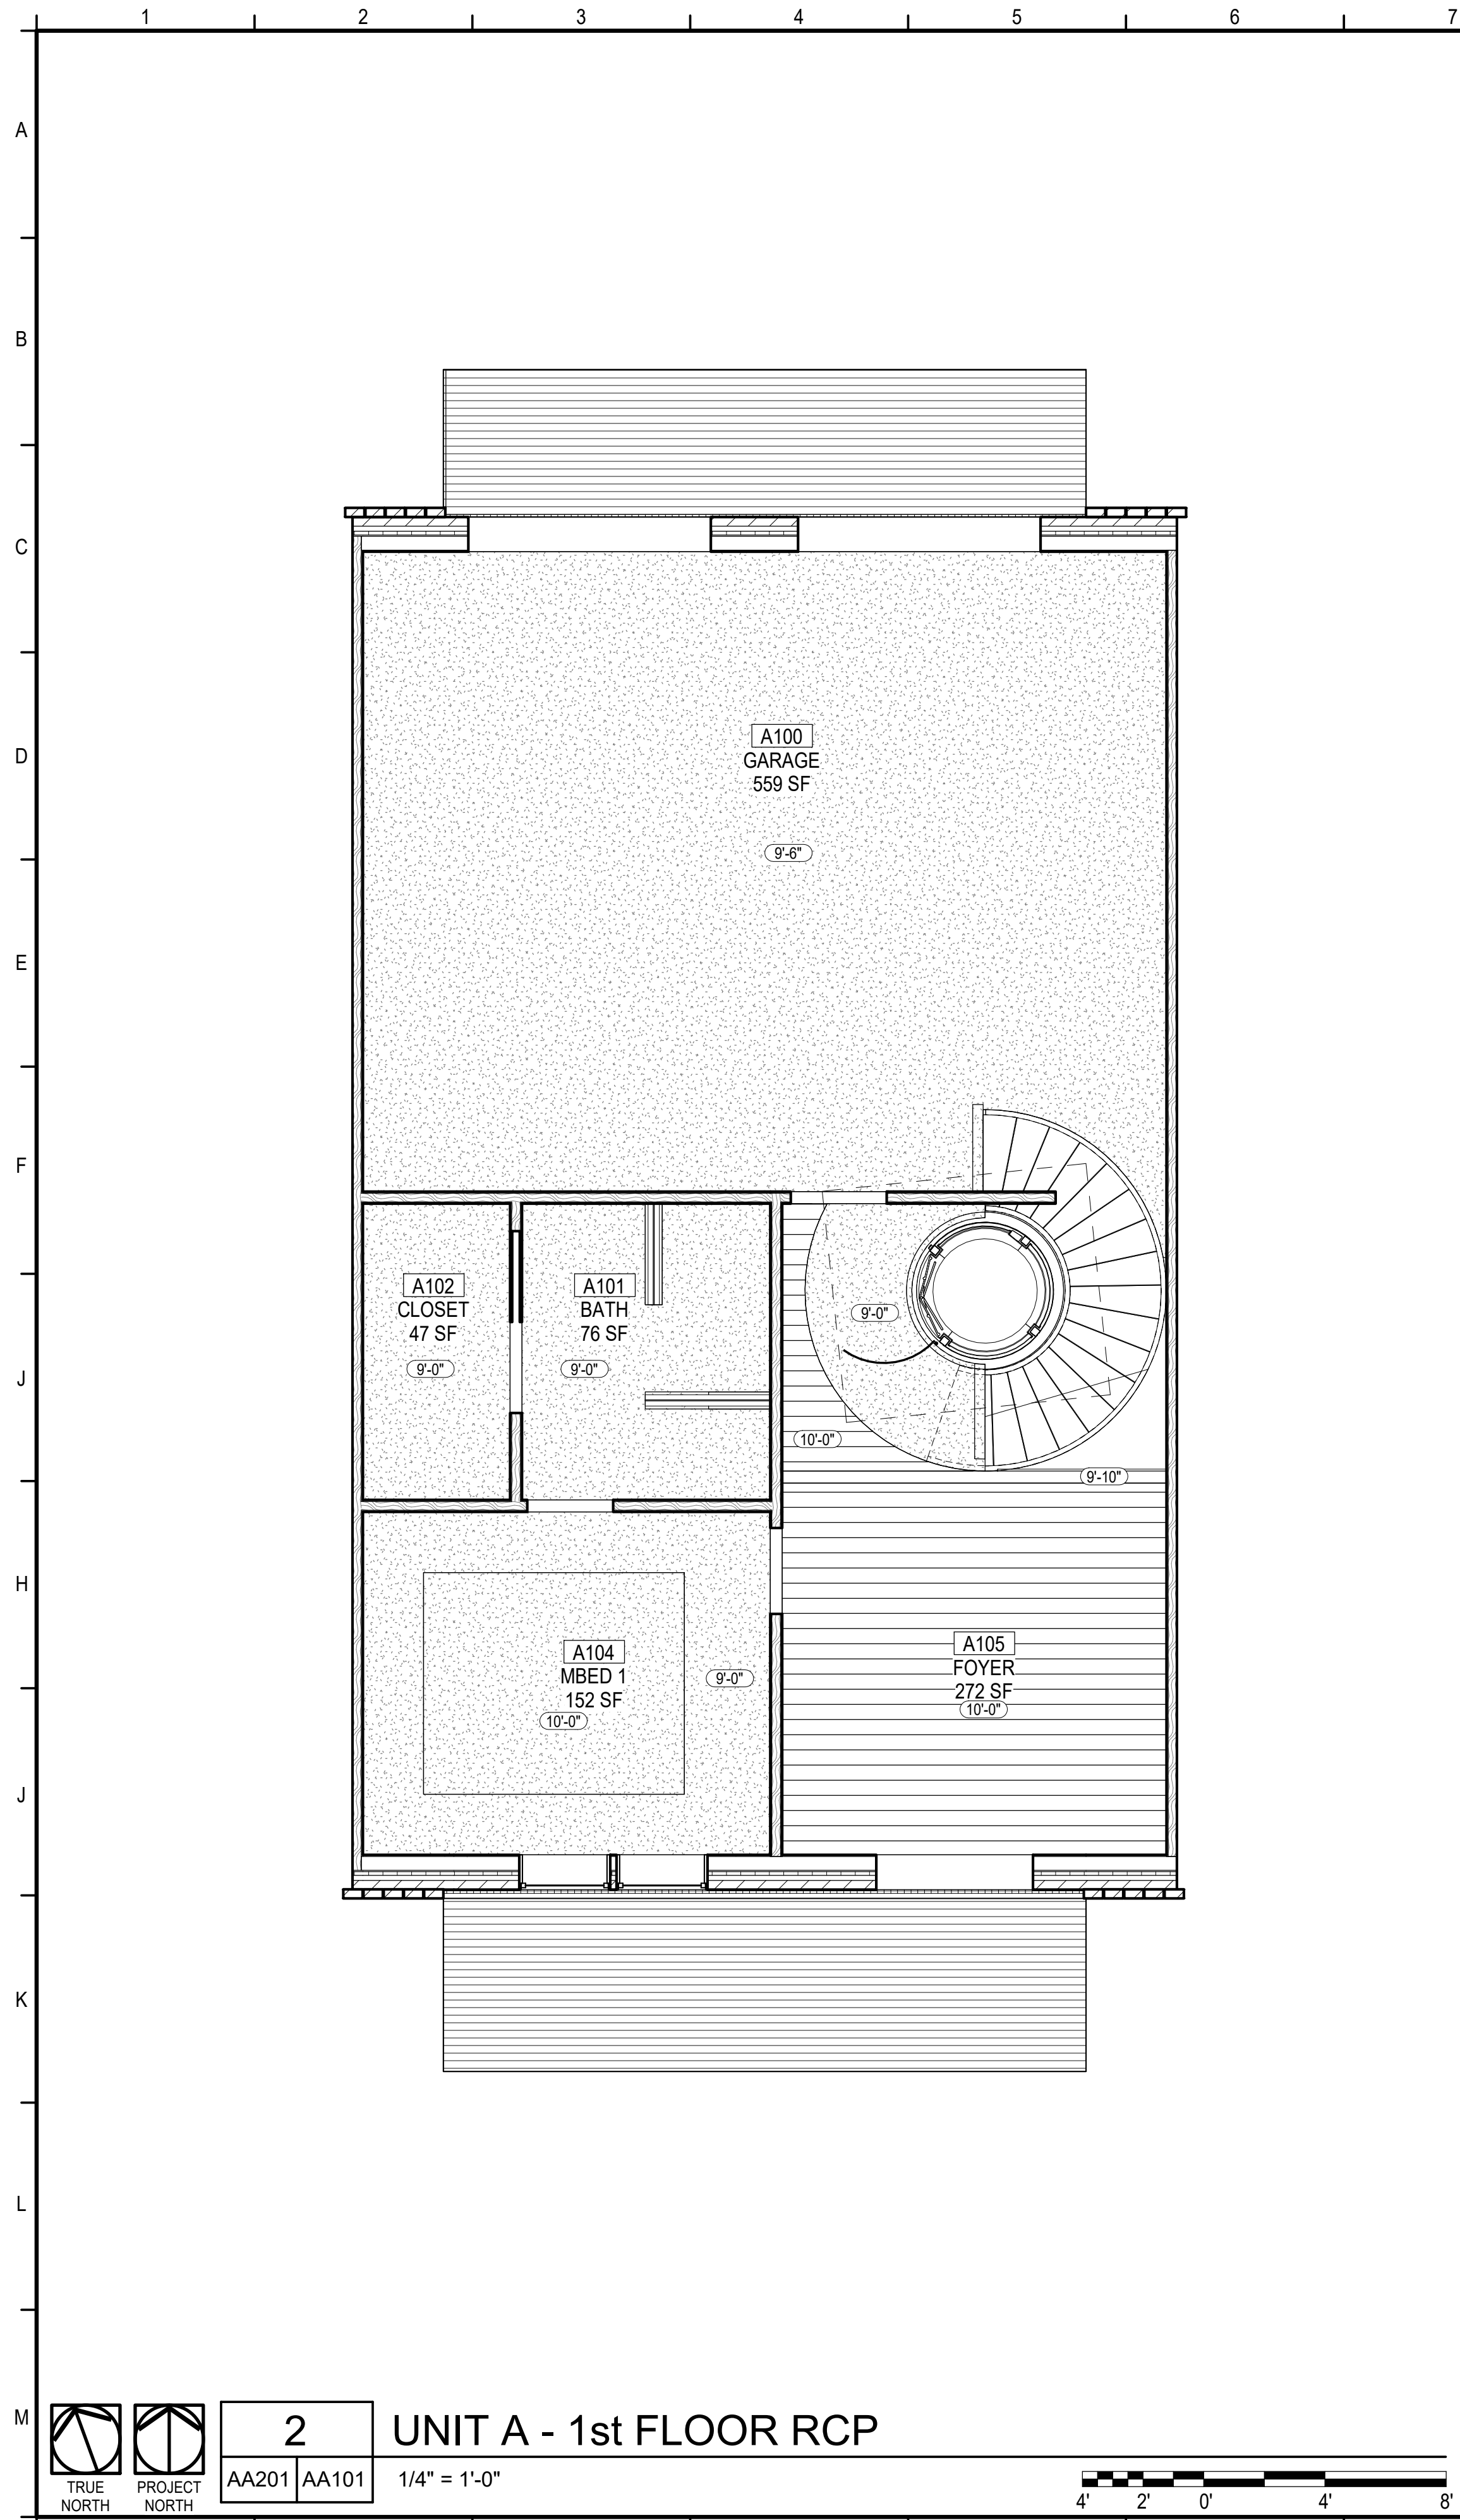 1 2 3 4 5 6 7
A
B
C
D
A100
GARAGE
559 SF
9'-6"
E
F
A102
CLOSET
47 SF
9'-0"
A101
BATH
76 SF
9'-0"
9'-0"
J
10'-0"
9'-10"
H
A104
MBED 1
152 SF
10'-0"
9'-0"
A105
FOYER
272 SF
10'-0"
J
K
L
M
TRUE
NORTH
PROJECT
NORTH
2
AA201 AA101
UNIT A - 1st FLOOR RCP
1/4" = 1'-0"
4' 2' 0' 4' 8'